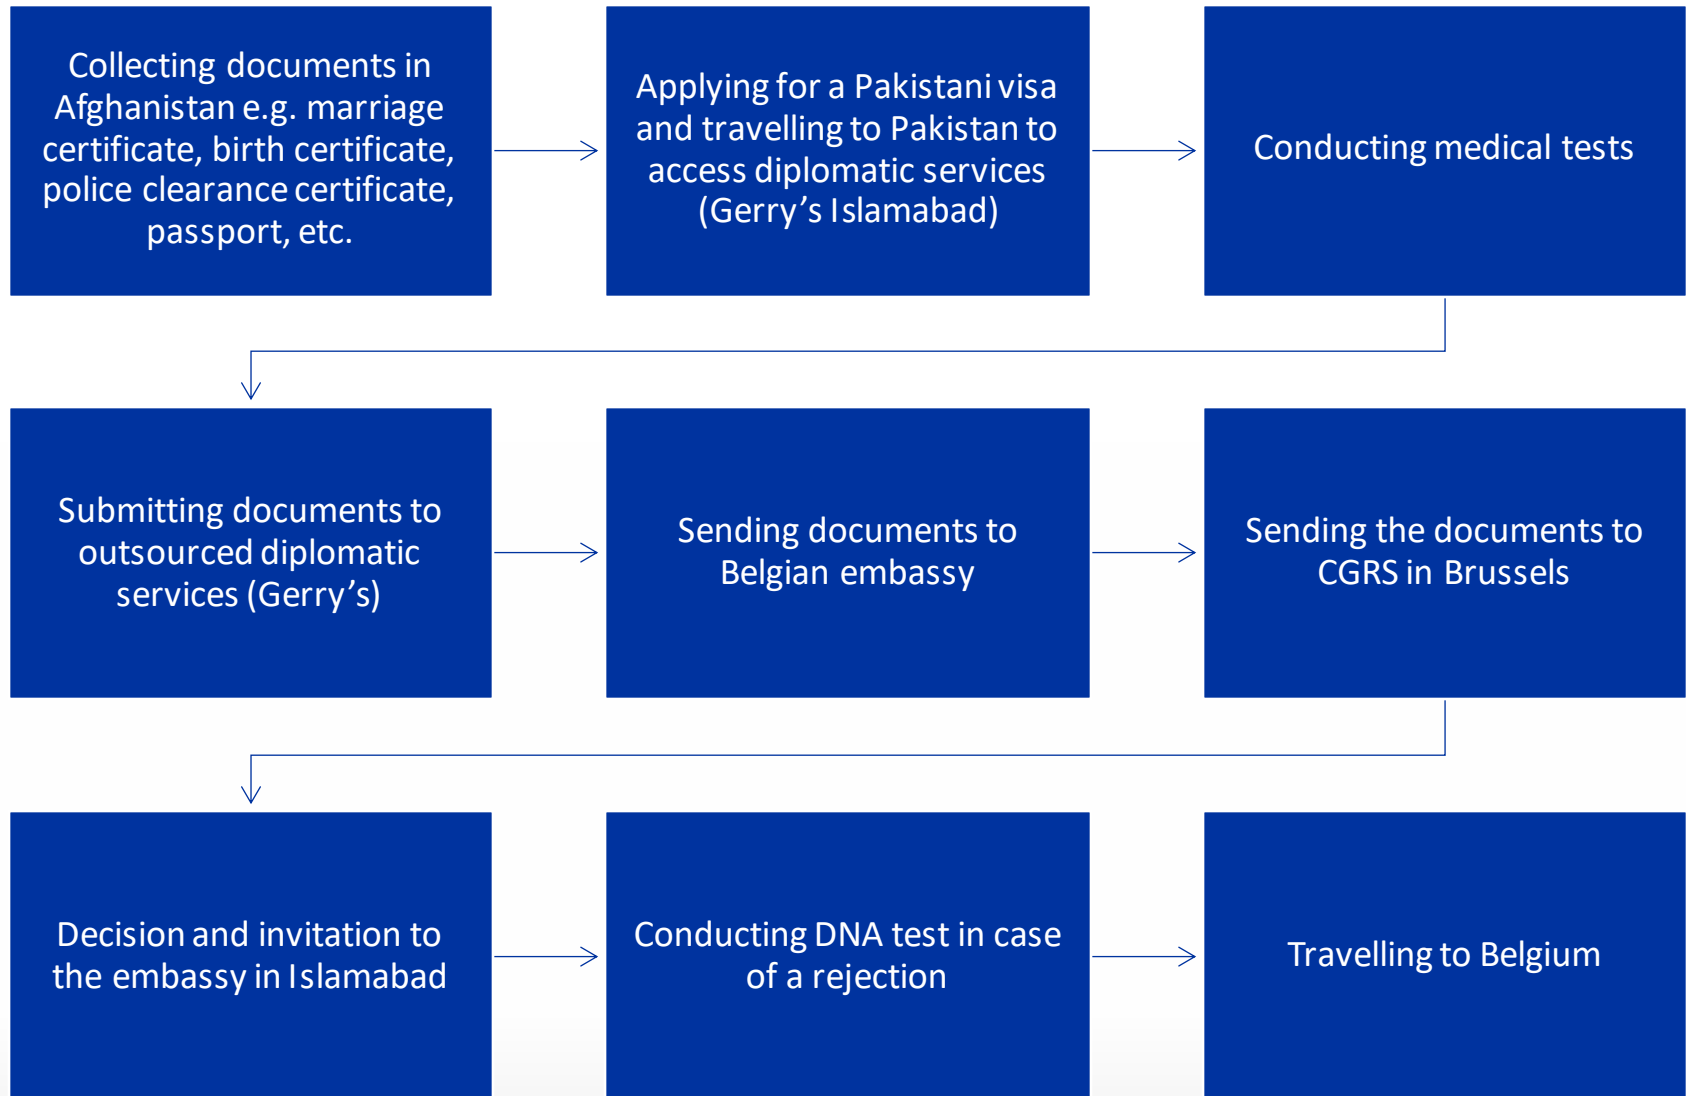 Collecting documents in
Afghanistan e.g. marriage
certificate, birth certificate,
police clearance certificate,
passport, etc.
Applying for a Pakistani visa
and travelling to Pakistan to
access diplomatic services
(Gerry’s Islamabad)
Conducting medical tests
Submitting documents to
outsourced diplomatic
services (Gerry’s)
Sending documents to
Belgian embassy
Sending the documents to
CGRS in Brussels
Decision and invitation to
the embassy in Islamabad
Conducting DNA test in case
of a rejection
Travelling to Belgium